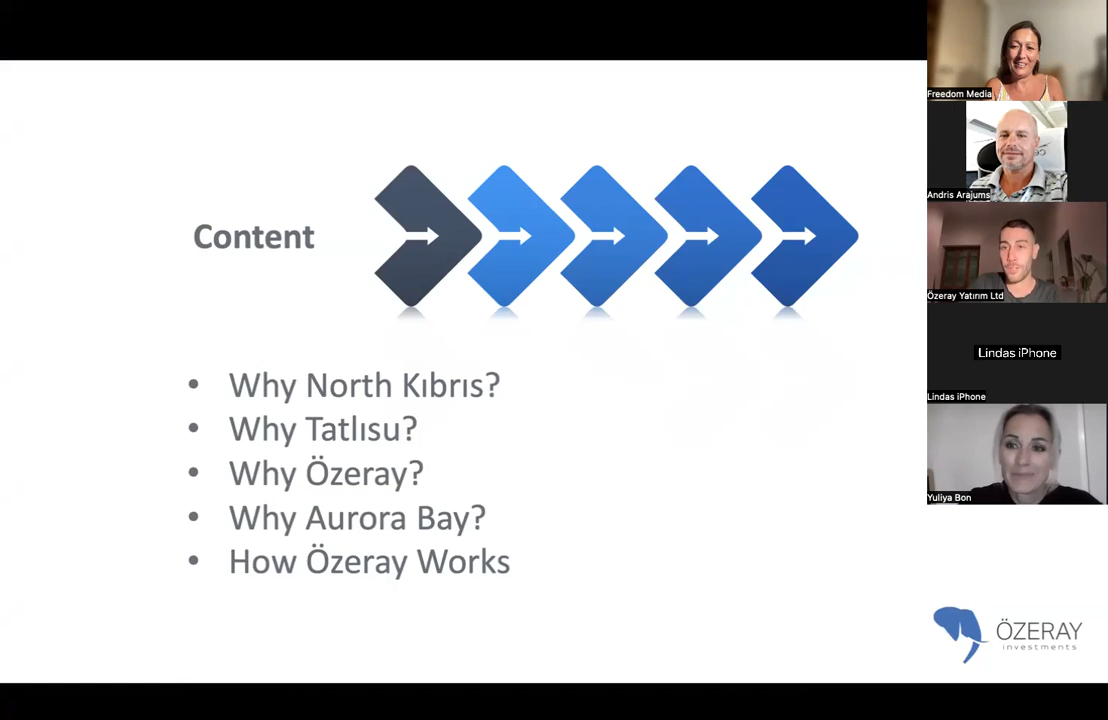 Content
• Why North Kıbrıs?
• Why Tatlısu?
• Why Özeray?
• Why Aurora Bay?
• How Özeray Works
ÖZERAY
investments
Freedom Media
Andris Arajums
Özeray Yatırım Ltd
Lindas iPhone
Lindas iPhone
Yuliya Bon